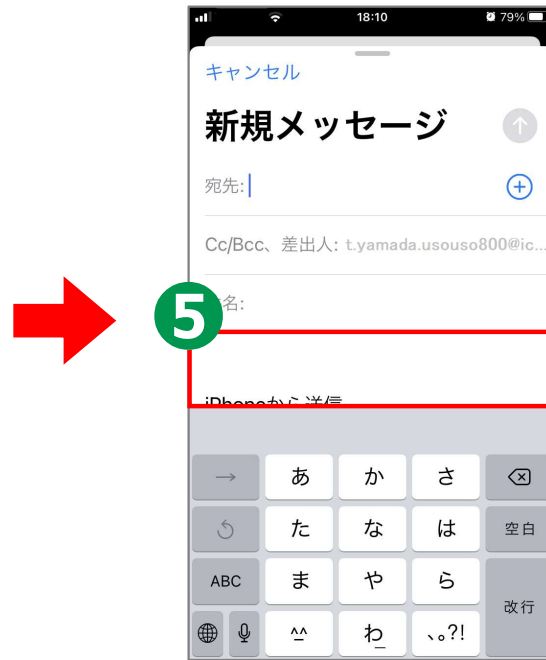 18:10 79%
キャンセル
新規メッセージ
宛先:
Cc/Bcc、差出人: t.yamada.usouso800@ic...
5
名:
iPhoneから送信
→ あ か さ
た な は 空白
ABC ま や ら
改行
^^ わ_ 、。?!